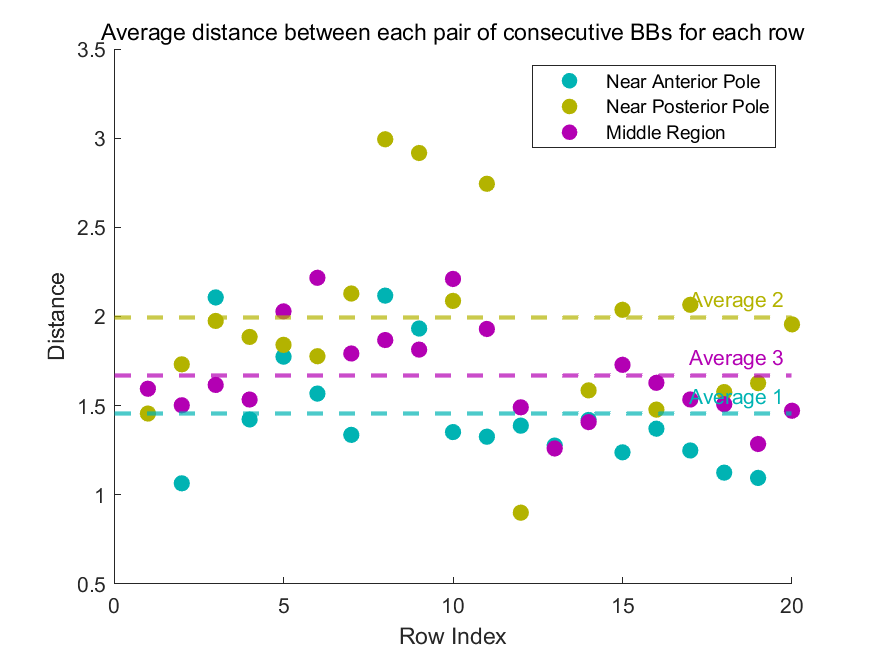 Average distance between each pair of consecutive BBs for each row
3.5
Near Anterior Pole
Near Posterior Pole
Middle Region
3
2.5
Average 2
2
Distance
Average 3
Average 1
1.5
1
0.5
0
5
10
15
20
Row Index